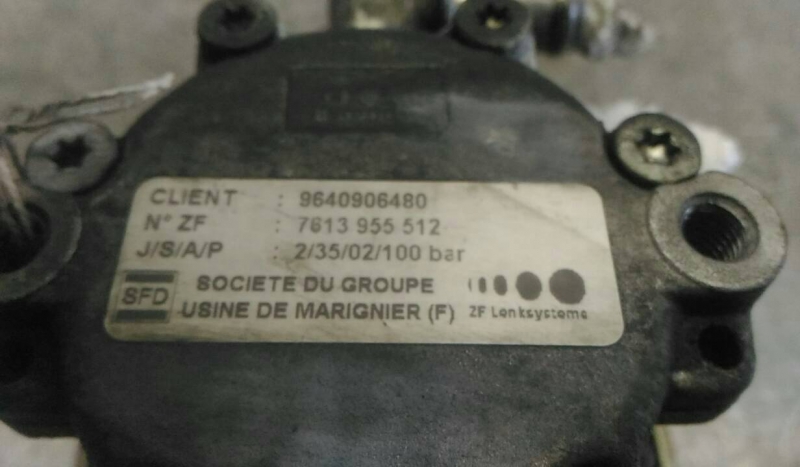 CLIENT : 9640906480
N° ZF : 7613 955 512
J/S/A/P : 2/35/02/100 bar
SFD SOCIETE DU GROUPE
USINE DE MARIGNIER (F) ZF Lenksysteme